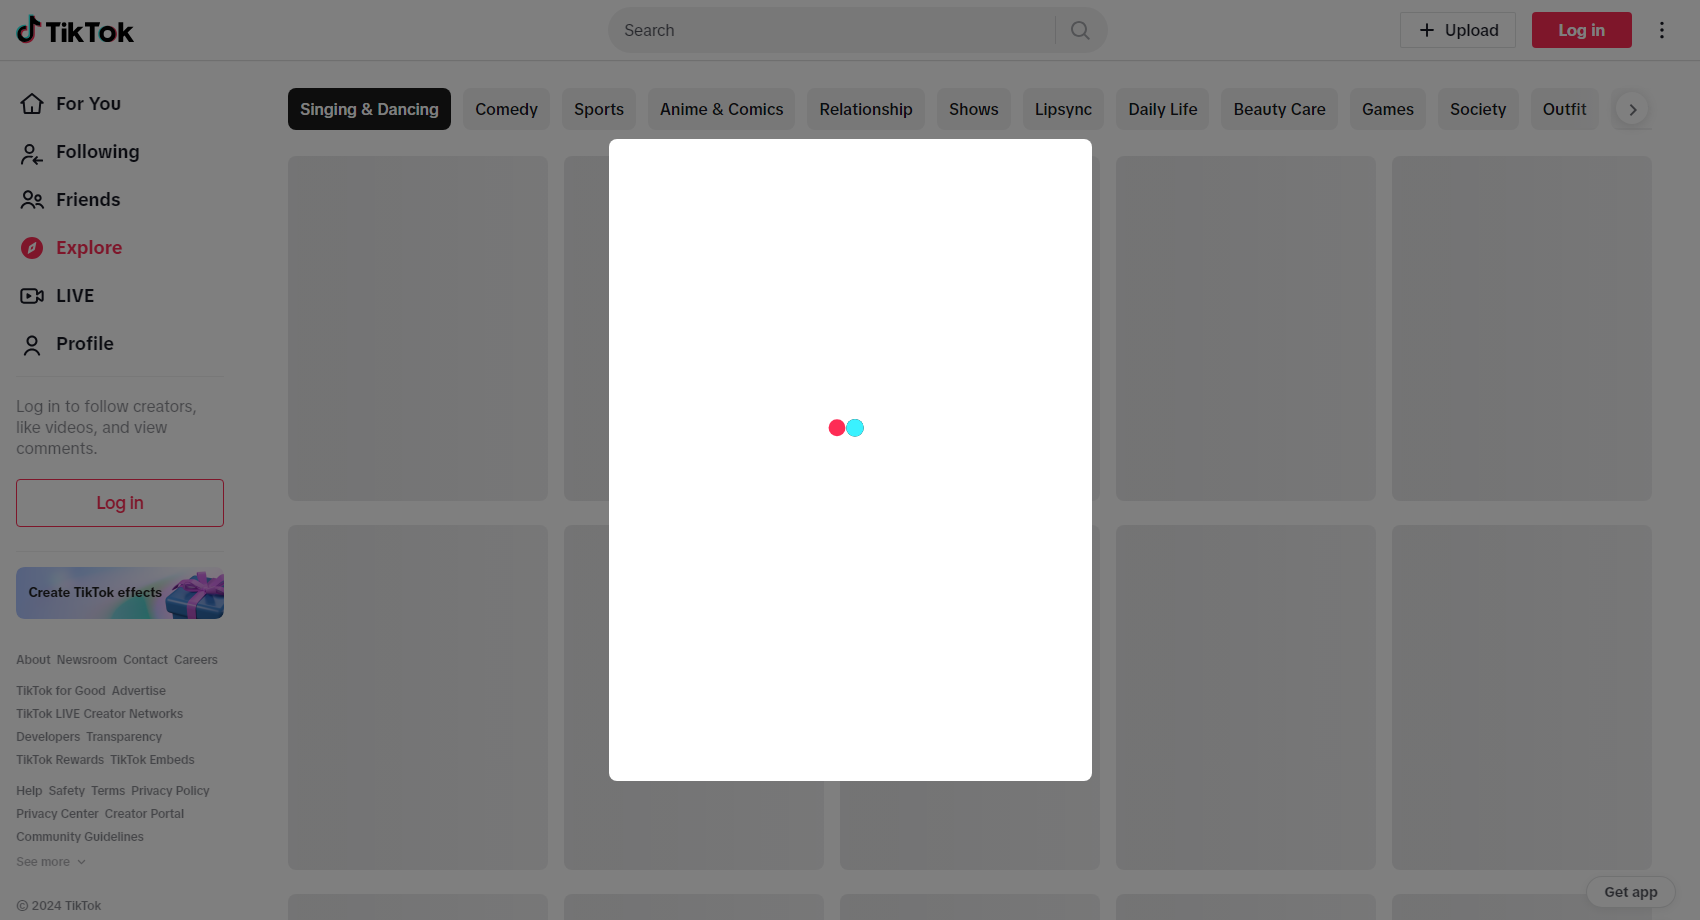 TikTok
Search
Upload
Log in
For You
Following
Friends
Explore
LIVE
Profile
Log in to follow creators,
like videos, and view
comments.
Log in
Create TikTok effects
About Newsroom Contact Careers
TikTok for Good Advertise
TikTok LIVE Creator Networks
Developers Transparency
TikTok Rewards TikTok Embeds
Help Safety Terms Privacy Policy
Privacy Center Creator Portal
Community Guidelines
See more
© 2024 TikTok
Singing & Dancing Comedy Sports Anime & Comics Relationship Shows Lipsync Daily Life Beauty Care Games Society Outfit
Get app